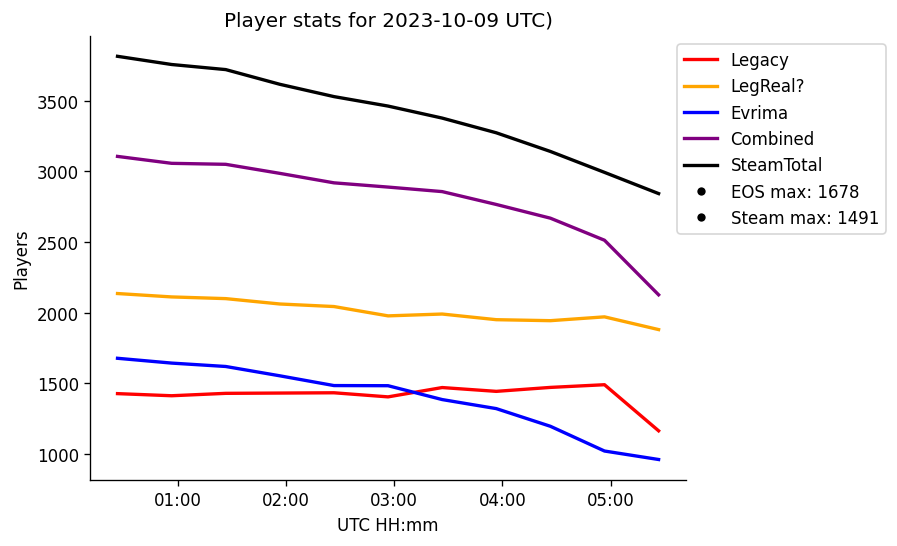 Player stats for 2023-10-09 UTC)
Legacy
LegReal?
Evrima
Combined
SteamTotal
EOS max: 1678
Steam max: 1491
Players
3500
3000
2500
2000
1500
1000
01:00 02:00 03:00 04:00 05:00
UTC HH:mm